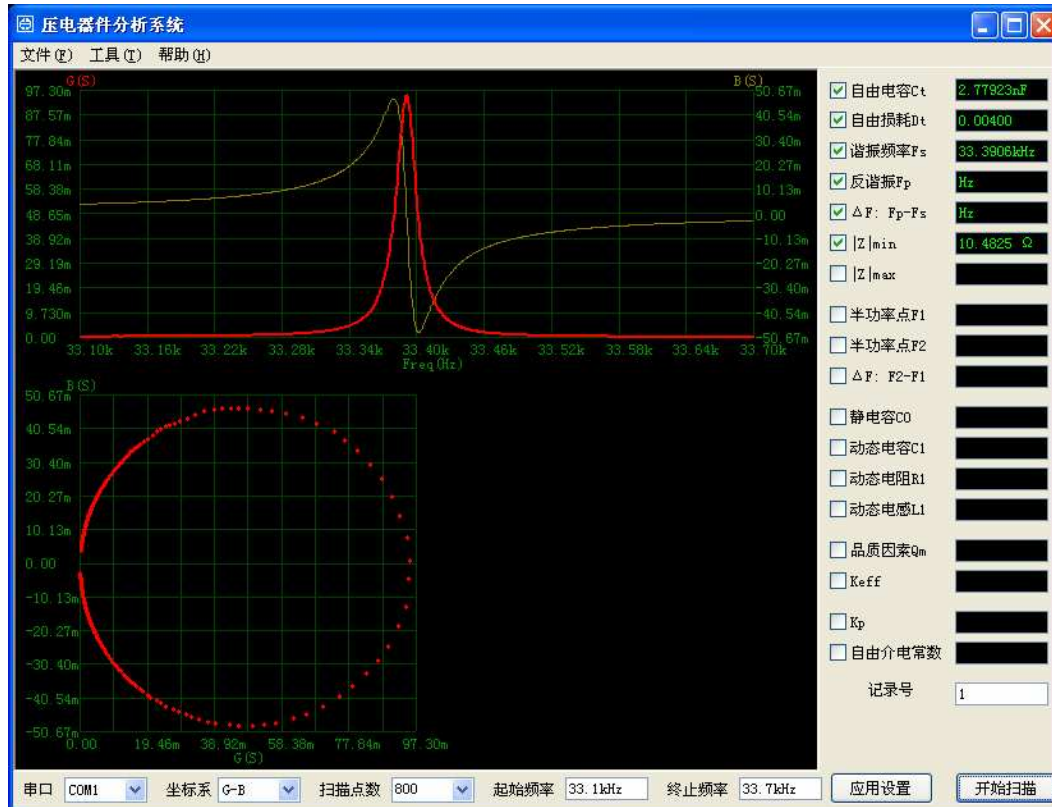 压电器件分析系统
文件(F) 工具(T) 帮助(H)
G(S) B(S)
97.30m 50.67m
87.57m 40.54m
77.84m 30.40m
68.11m 20.27m
58.38m 10.13m
48.65m 0.00
38.92m -10.13m
29.19m -20.27m
19.46m -30.40m
9.730m -40.54m
0.00 -50.67m
33.10k 33.16k 33.22k 33.28k 33.34k 33.40k 33.46k 33.52k 33.58k 33.64k 33.70k
Freq(Hz)
B(S)
50.67m
40.54m
30.40m
20.27m
10.13m
0.00
-10.13m
-20.27m
-30.40m
-40.54m
-50.67m
0.00 19.46m 38.92m 58.38m 77.84m 97.30m
G(S)
自由电容Ct 2.77923nF
自由损耗Dt 0.00400
谐振频率Fs 33.3906kHz
反谐振Fp Hz
ΔF: Fp-Fs Hz
|Z|min 10.4825 Ω
|Z|max
半功率点F1
半功率点F2
ΔF: F2-F1
静电容C0
动态电容C1
动态电阻R1
动态电感L1
品质因素Qm
Keff
Kp
自由介电常数
记录号 1
串口 COM1 坐标系 G-B 扫描点数 800 起始频率 33.1kHz 终止频率 33.7kHz 应用设置 开始扫描